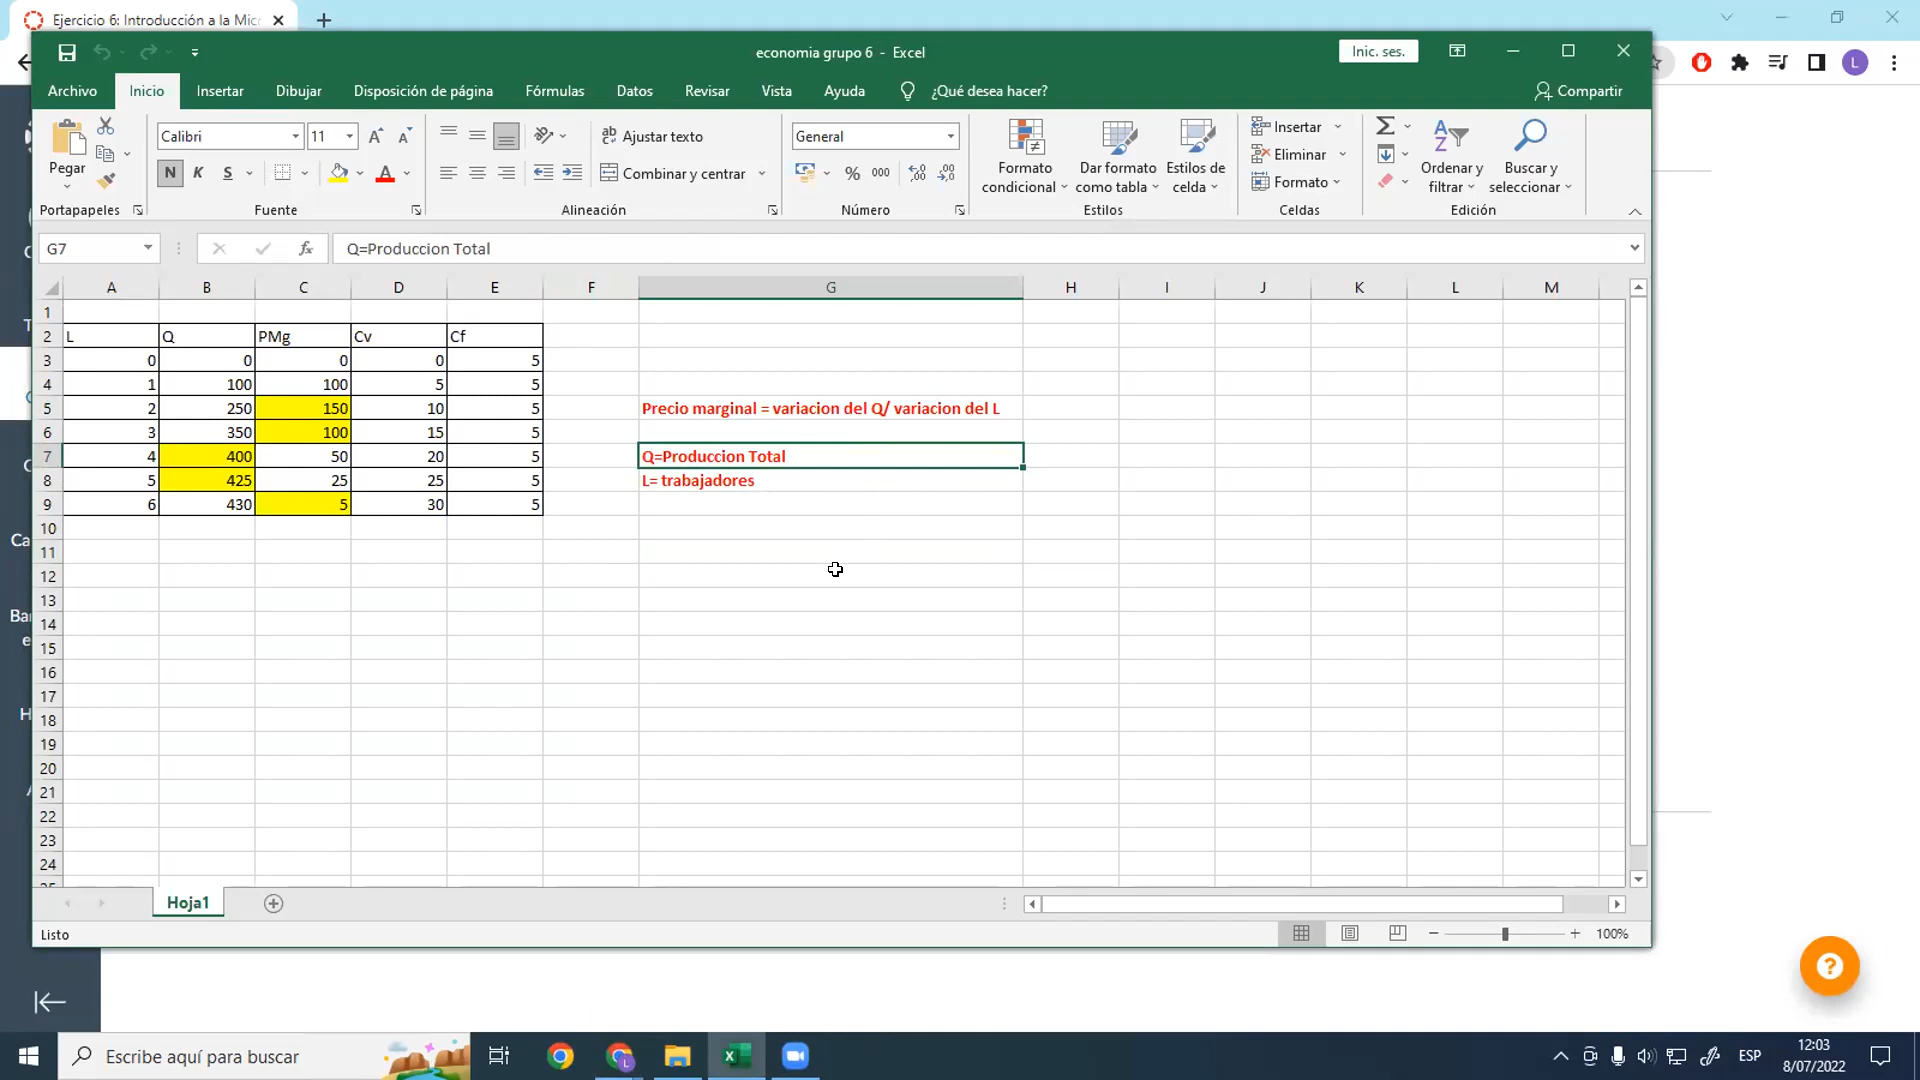 Ejercicio 6: Introducción a la Micr
economia grupo 6 - Excel
Inic. ses.
Archivo Inicio Insertar Dibujar Disposición de página Fórmulas Datos Revisar Vista Ayuda ¿Qué desea hacer? Compartir
Pegar
Calibri 11
N K S
Ajustar texto
Combinar y centrar
General
% 000
Formato condicional
Dar formato como tabla
Estilos de celda
Insertar
Eliminar
Formato
Ordenar y filtrar
Buscar y seleccionar
Portapapeles Fuente Alineación Número Estilos Celdas Edición
G7 fx Q=Produccion Total
A B C D E F G H I J K L M
1
2 L Q PMg Cv Cf
3 0 0 0 0 5
4 1 100 100 5 5
5 2 250 150 10 5 Precio marginal = variacion del Q/ variacion del L
6 3 350 100 15 5
7 4 400 50 20 5 Q=Produccion Total
8 5 425 25 25 5 L= trabajadores
9 6 430 5 30 5
10
11
12
13
14
15
16
17
18
19
20
21
22
23
24
Ca
Ba
e
H
Hoja1
Listo
100%
Escribe aquí para buscar
ESP
12:03
8/07/2022